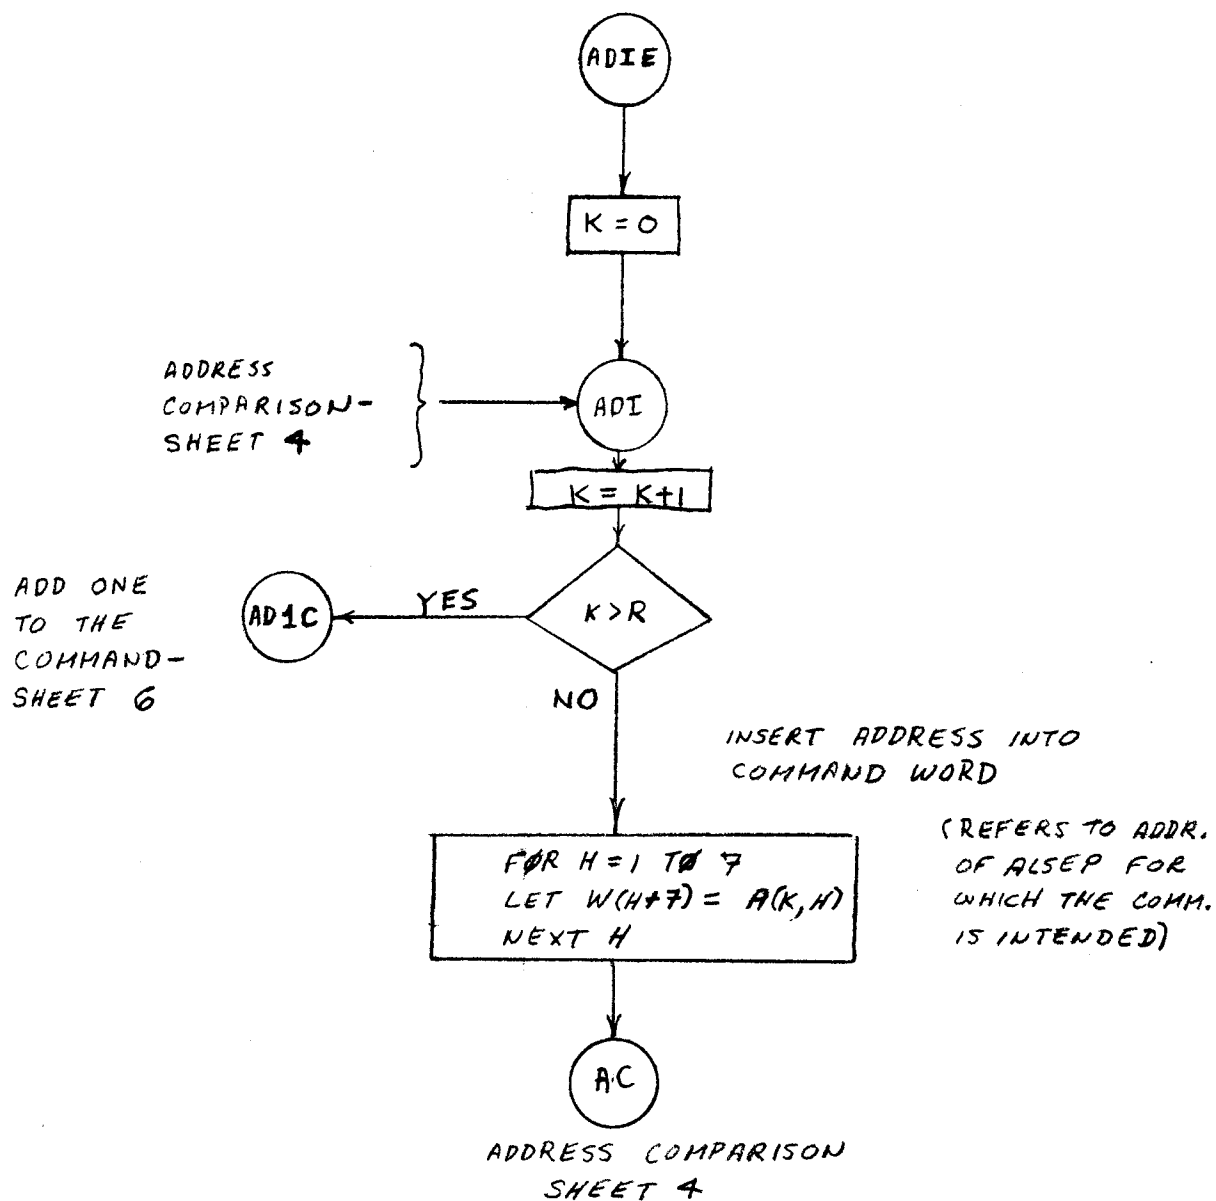 ADIE
K = 0
ADDRESS
COMPARISON-
SHEET 4
ADI
K = K+1
ADD ONE
TO THE
COMMAND-
SHEET 6
AD1C
YES
K > R
NO
INSERT ADDRESS INTO
COMMAND WORD
(REFERS TO ADDR.
OF ALSEP FOR
WHICH THE COMM.
IS INTENDED)
FØR H = 1 TØ 7
LET W(H+7) = A(K,H)
NEXT H
A·C
ADDRESS COMPARISON
SHEET 4